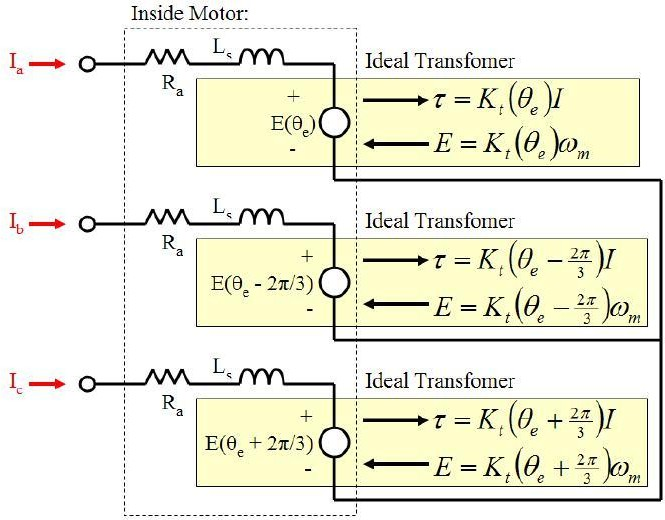 Inside Motor:
Iₐ
Rₐ
Lₛ
+
E(θₑ)
-
Ideal Transfomer
τ = Kₜ(θₑ)I
E = Kₜ(θₑ)ωₘ
I_b
Rₐ
Lₛ
+
E(θₑ - 2π/3)
-
Ideal Transfomer
τ = Kₜ(θₑ − 2π/3)I
E = Kₜ(θₑ − 2π/3)ωₘ
I_c
Rₐ
Lₛ
+
E(θₑ + 2π/3)
-
Ideal Transfomer
τ = Kₜ(θₑ + 2π/3)I
E = Kₜ(θₑ + 2π/3)ωₘ